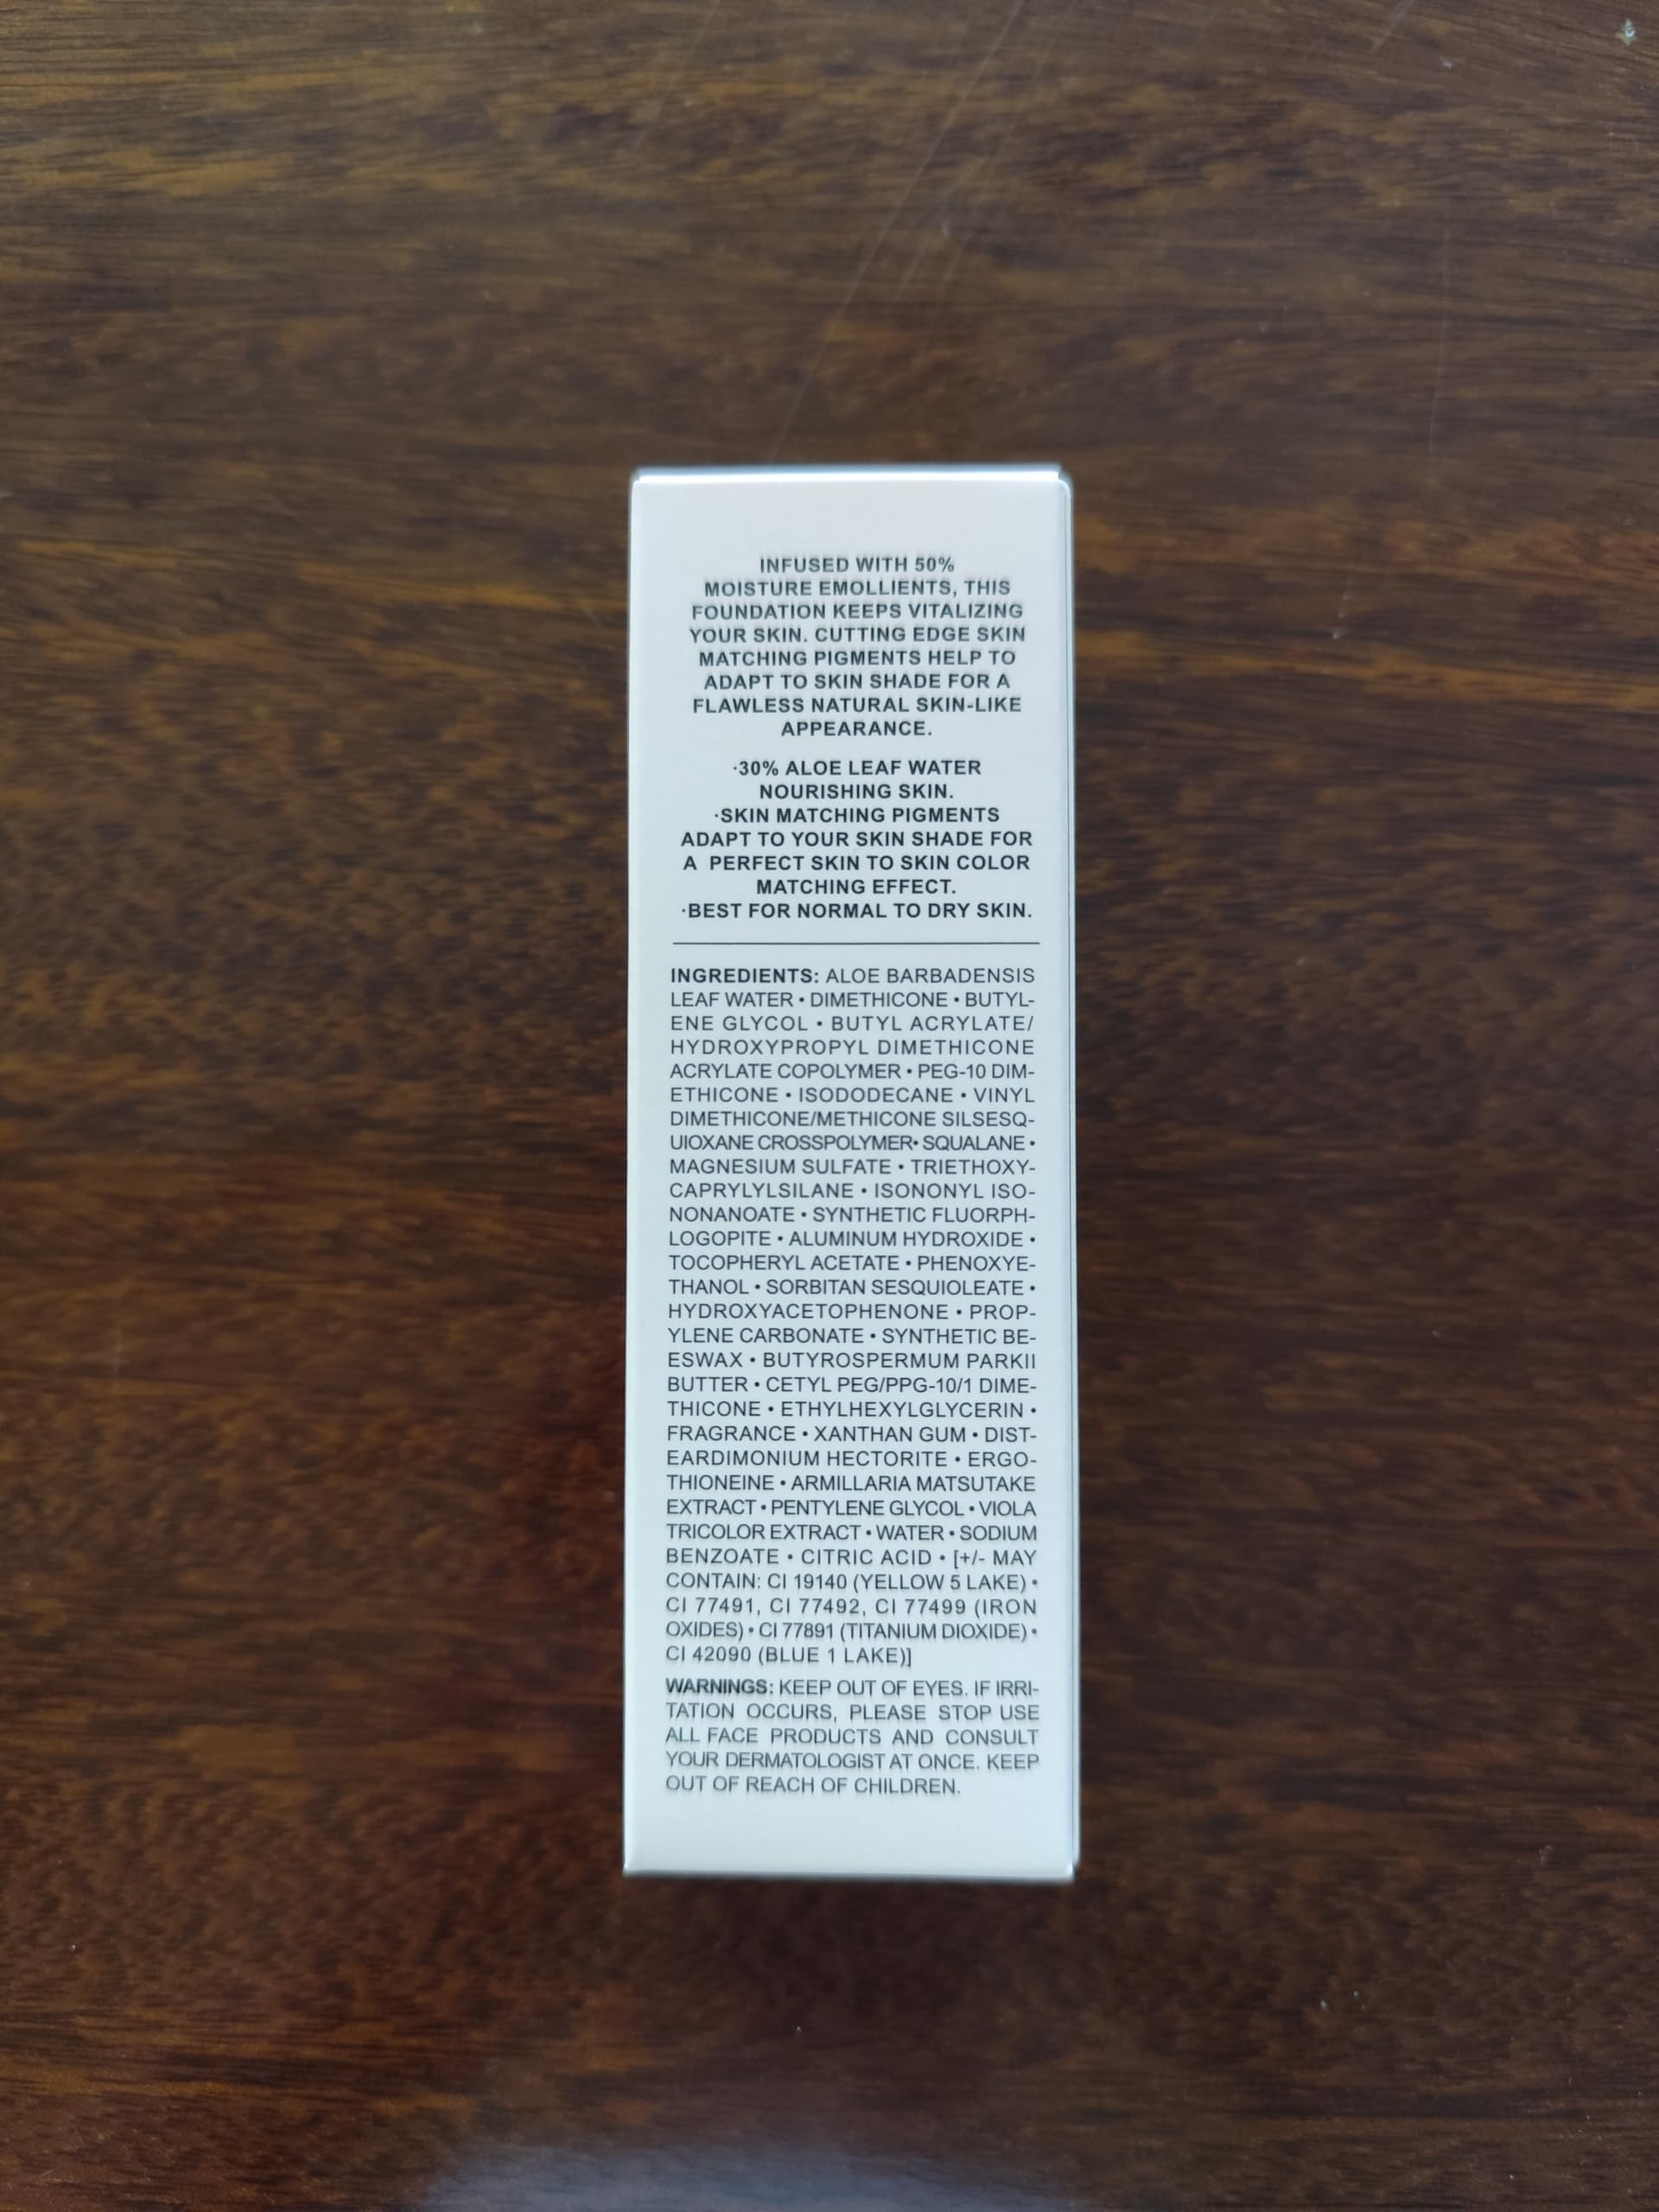 INFUSED WITH 50%
MOISTURE EMOLLIENTS, THIS
FOUNDATION KEEPS VITALIZING
YOUR SKIN. CUTTING EDGE SKIN
MATCHING PIGMENTS HELP TO
ADAPT TO SKIN SHADE FOR A
FLAWLESS NATURAL SKIN-LIKE
APPEARANCE.
·30% ALOE LEAF WATER
NOURISHING SKIN.
·SKIN MATCHING PIGMENTS
ADAPT TO YOUR SKIN SHADE FOR
A PERFECT SKIN TO SKIN COLOR
MATCHING EFFECT.
·BEST FOR NORMAL TO DRY SKIN.
INGREDIENTS: ALOE BARBADENSIS
LEAF WATER • DIMETHICONE • BUTYL-
ENE GLYCOL • BUTYL ACRYLATE/
HYDROXYPROPYL DIMETHICONE
ACRYLATE COPOLYMER • PEG-10 DIM-
ETHICONE • ISODODECANE • VINYL
DIMETHICONE/METHICONE SILSESQ-
UIOXANE CROSSPOLYMER• SQUALANE •
MAGNESIUM SULFATE • TRIETHOXY-
CAPRYLYLSILANE • ISONONYL ISO-
NONANOATE • SYNTHETIC FLUORPH-
LOGOPITE • ALUMINUM HYDROXIDE •
TOCOPHERYL ACETATE • PHENOXYE-
THANOL • SORBITAN SESQUIOLEATE •
HYDROXYACETOPHENONE • PROP-
YLENE CARBONATE • SYNTHETIC BE-
ESWAX • BUTYROSPERMUM PARKII
BUTTER • CETYL PEG/PPG-10/1 DIME-
THICONE • ETHYLHEXYLGLYCERIN •
FRAGRANCE • XANTHAN GUM • DIST-
EARDIMONIUM HECTORITE • ERGO-
THIONEINE • ARMILLARIA MATSUTAKE
EXTRACT • PENTYLENE GLYCOL • VIOLA
TRICOLOR EXTRACT • WATER • SODIUM
BENZOATE • CITRIC ACID • [+/- MAY
CONTAIN: CI 19140 (YELLOW 5 LAKE) •
CI 77491, CI 77492, CI 77499 (IRON
OXIDES) • CI 77891 (TITANIUM DIOXIDE) •
CI 42090 (BLUE 1 LAKE)]
WARNINGS: KEEP OUT OF EYES. IF IRRI-
TATION OCCURS, PLEASE STOP USE
ALL FACE PRODUCTS AND CONSULT
YOUR DERMATOLOGIST AT ONCE. KEEP
OUT OF REACH OF CHILDREN.